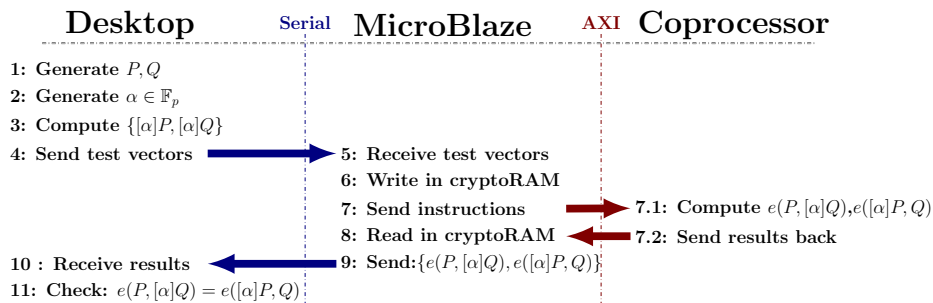 Desktop Serial MicroBlaze AXI Coprocessor
1: Generate P, Q
2: Generate α ∈ 𝔽_p
3: Compute {[α]P, [α]Q}
4: Send test vectors 5: Receive test vectors
6: Write in cryptoRAM
7: Send instructions 7.1: Compute e(P, [α]Q),e([α]P, Q)
8: Read in cryptoRAM 7.2: Send results back
10 : Receive results 9: Send:{e(P, [α]Q), e([α]P, Q)}
11: Check: e(P, [α]Q) = e([α]P, Q)